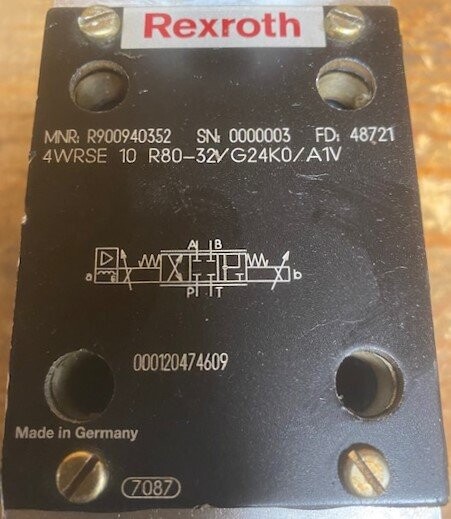 Rexroth
MNR: R900940352 SN: 0000003 FD: 48721
4WRSE 10 R80-32/G24K0/A1V
A B
a b
P T
000120474609
Made in Germany
7087